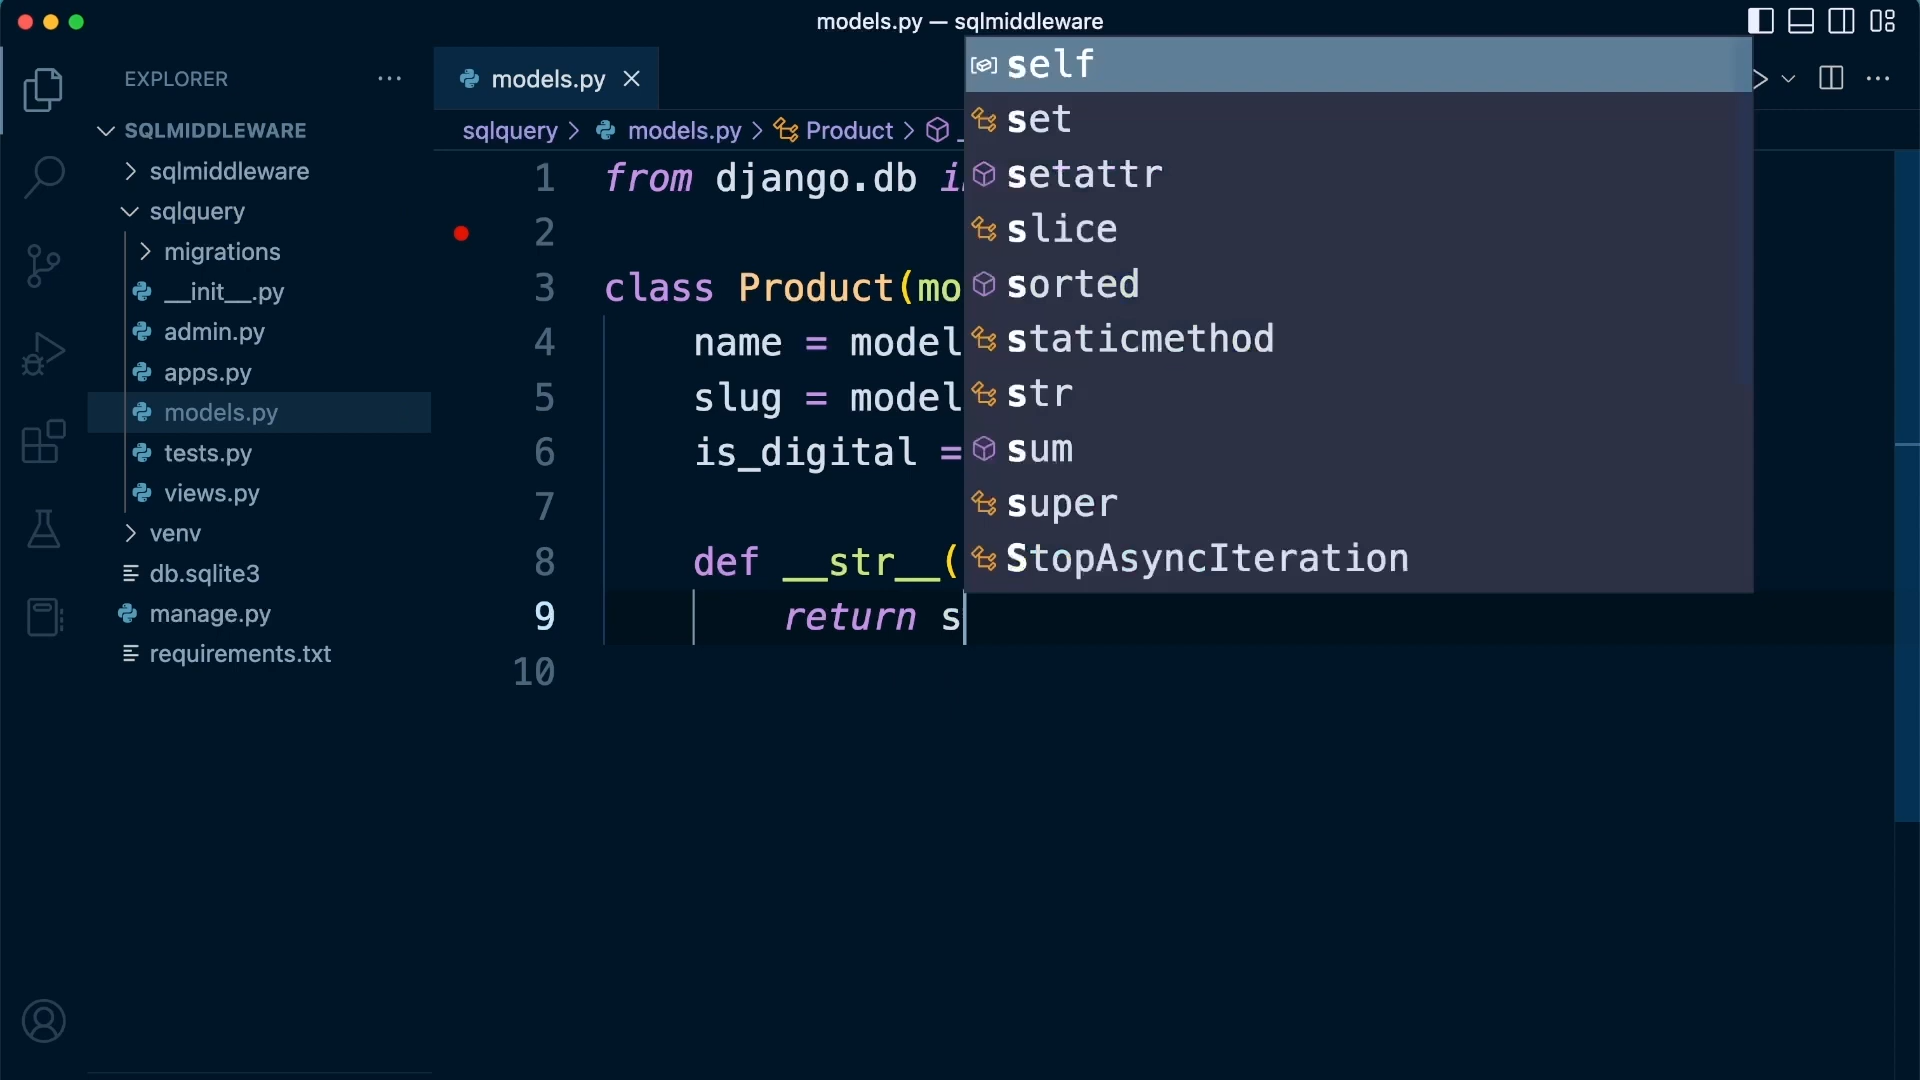 models.py — sqlmiddleware
EXPLORER
SQLMIDDLEWARE
sqlmiddleware
sqlquery
migrations
__init__.py
admin.py
apps.py
models.py
tests.py
views.py
venv
db.sqlite3
manage.py
requirements.txt
models.py
sqlquery > models.py > Product > _
1 from django.db i
2
3 class Product(mo
4 name = model
5 slug = model
6 is_digital =
7
8 def __str__(
9 return s
10
self
set
setattr
slice
sorted
staticmethod
str
sum
super
StopAsyncIteration